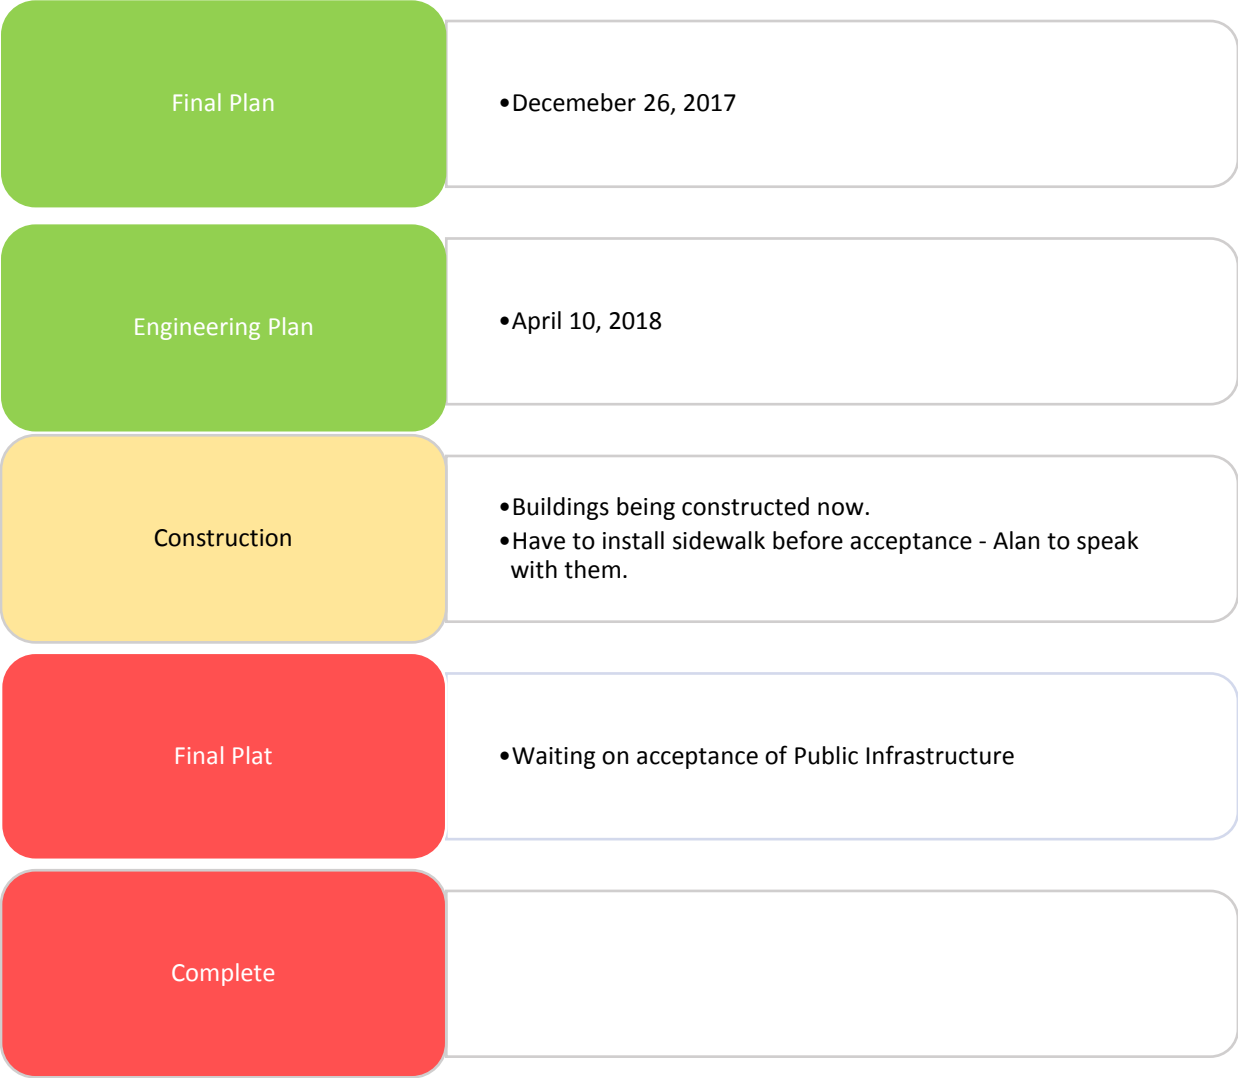 Final Plan
•Decemeber 26, 2017
Engineering Plan
•April 10, 2018
Construction
•Buildings being constructed now.
•Have to install sidewalk before acceptance - Alan to speak
with them.
Final Plat
•Waiting on acceptance of Public Infrastructure
Complete